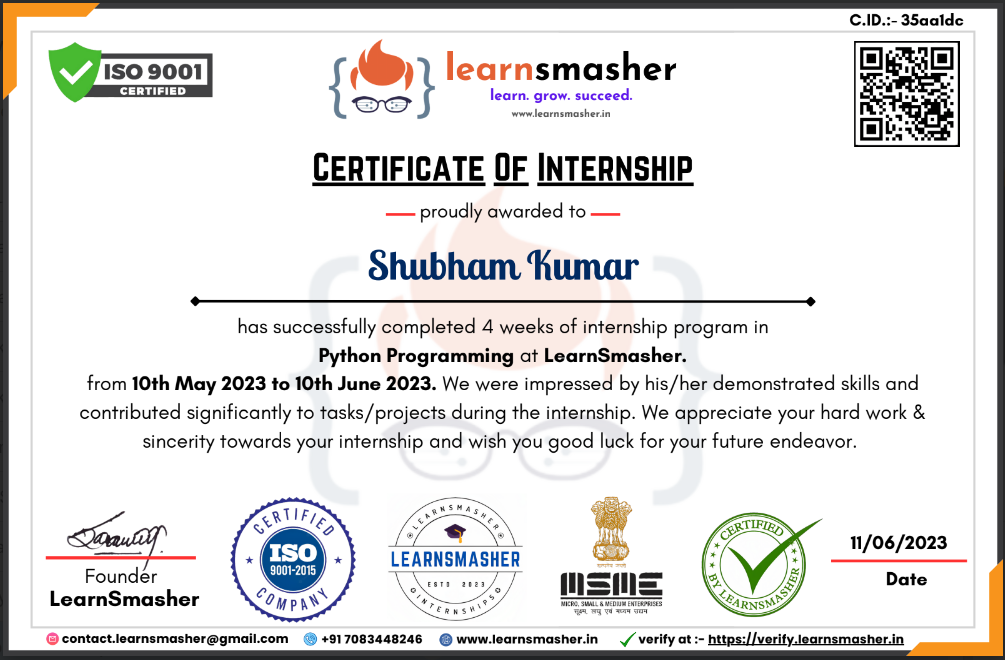 C.ID.:- 35aa1dc
ISO 9001
CERTIFIED
learnsmasher
learn. grow. succeed.
www.learnsmasher.in
CERTIFICATE OF INTERNSHIP
proudly awarded to
Shubham Kumar
has successfully completed 4 weeks of internship program in
Python Programming at LearnSmasher.
from 10th May 2023 to 10th June 2023. We were impressed by his/her demonstrated skills and
contributed significantly to tasks/projects during the internship. We appreciate your hard work &
sincerity towards your internship and wish you good luck for your future endeavor.
Founder
LearnSmasher
CERTIFIED
ISO
9001-2015
COMPANY
LEARNSMASHER
LEARNSMASHER
ESTD 2023
INTERNSHIPS
सत्यमेव जयते
MSME
MICRO, SMALL & MEDIUM ENTERPRISES
सूक्ष्म, लघु एवं मध्यम उद्यम
CERTIFIED
BY LEARNSMASHER
11/06/2023
Date
contact.learnsmasher@gmail.com
+91 7083448246
www.learnsmasher.in
verify at :- https://verify.learnsmasher.in